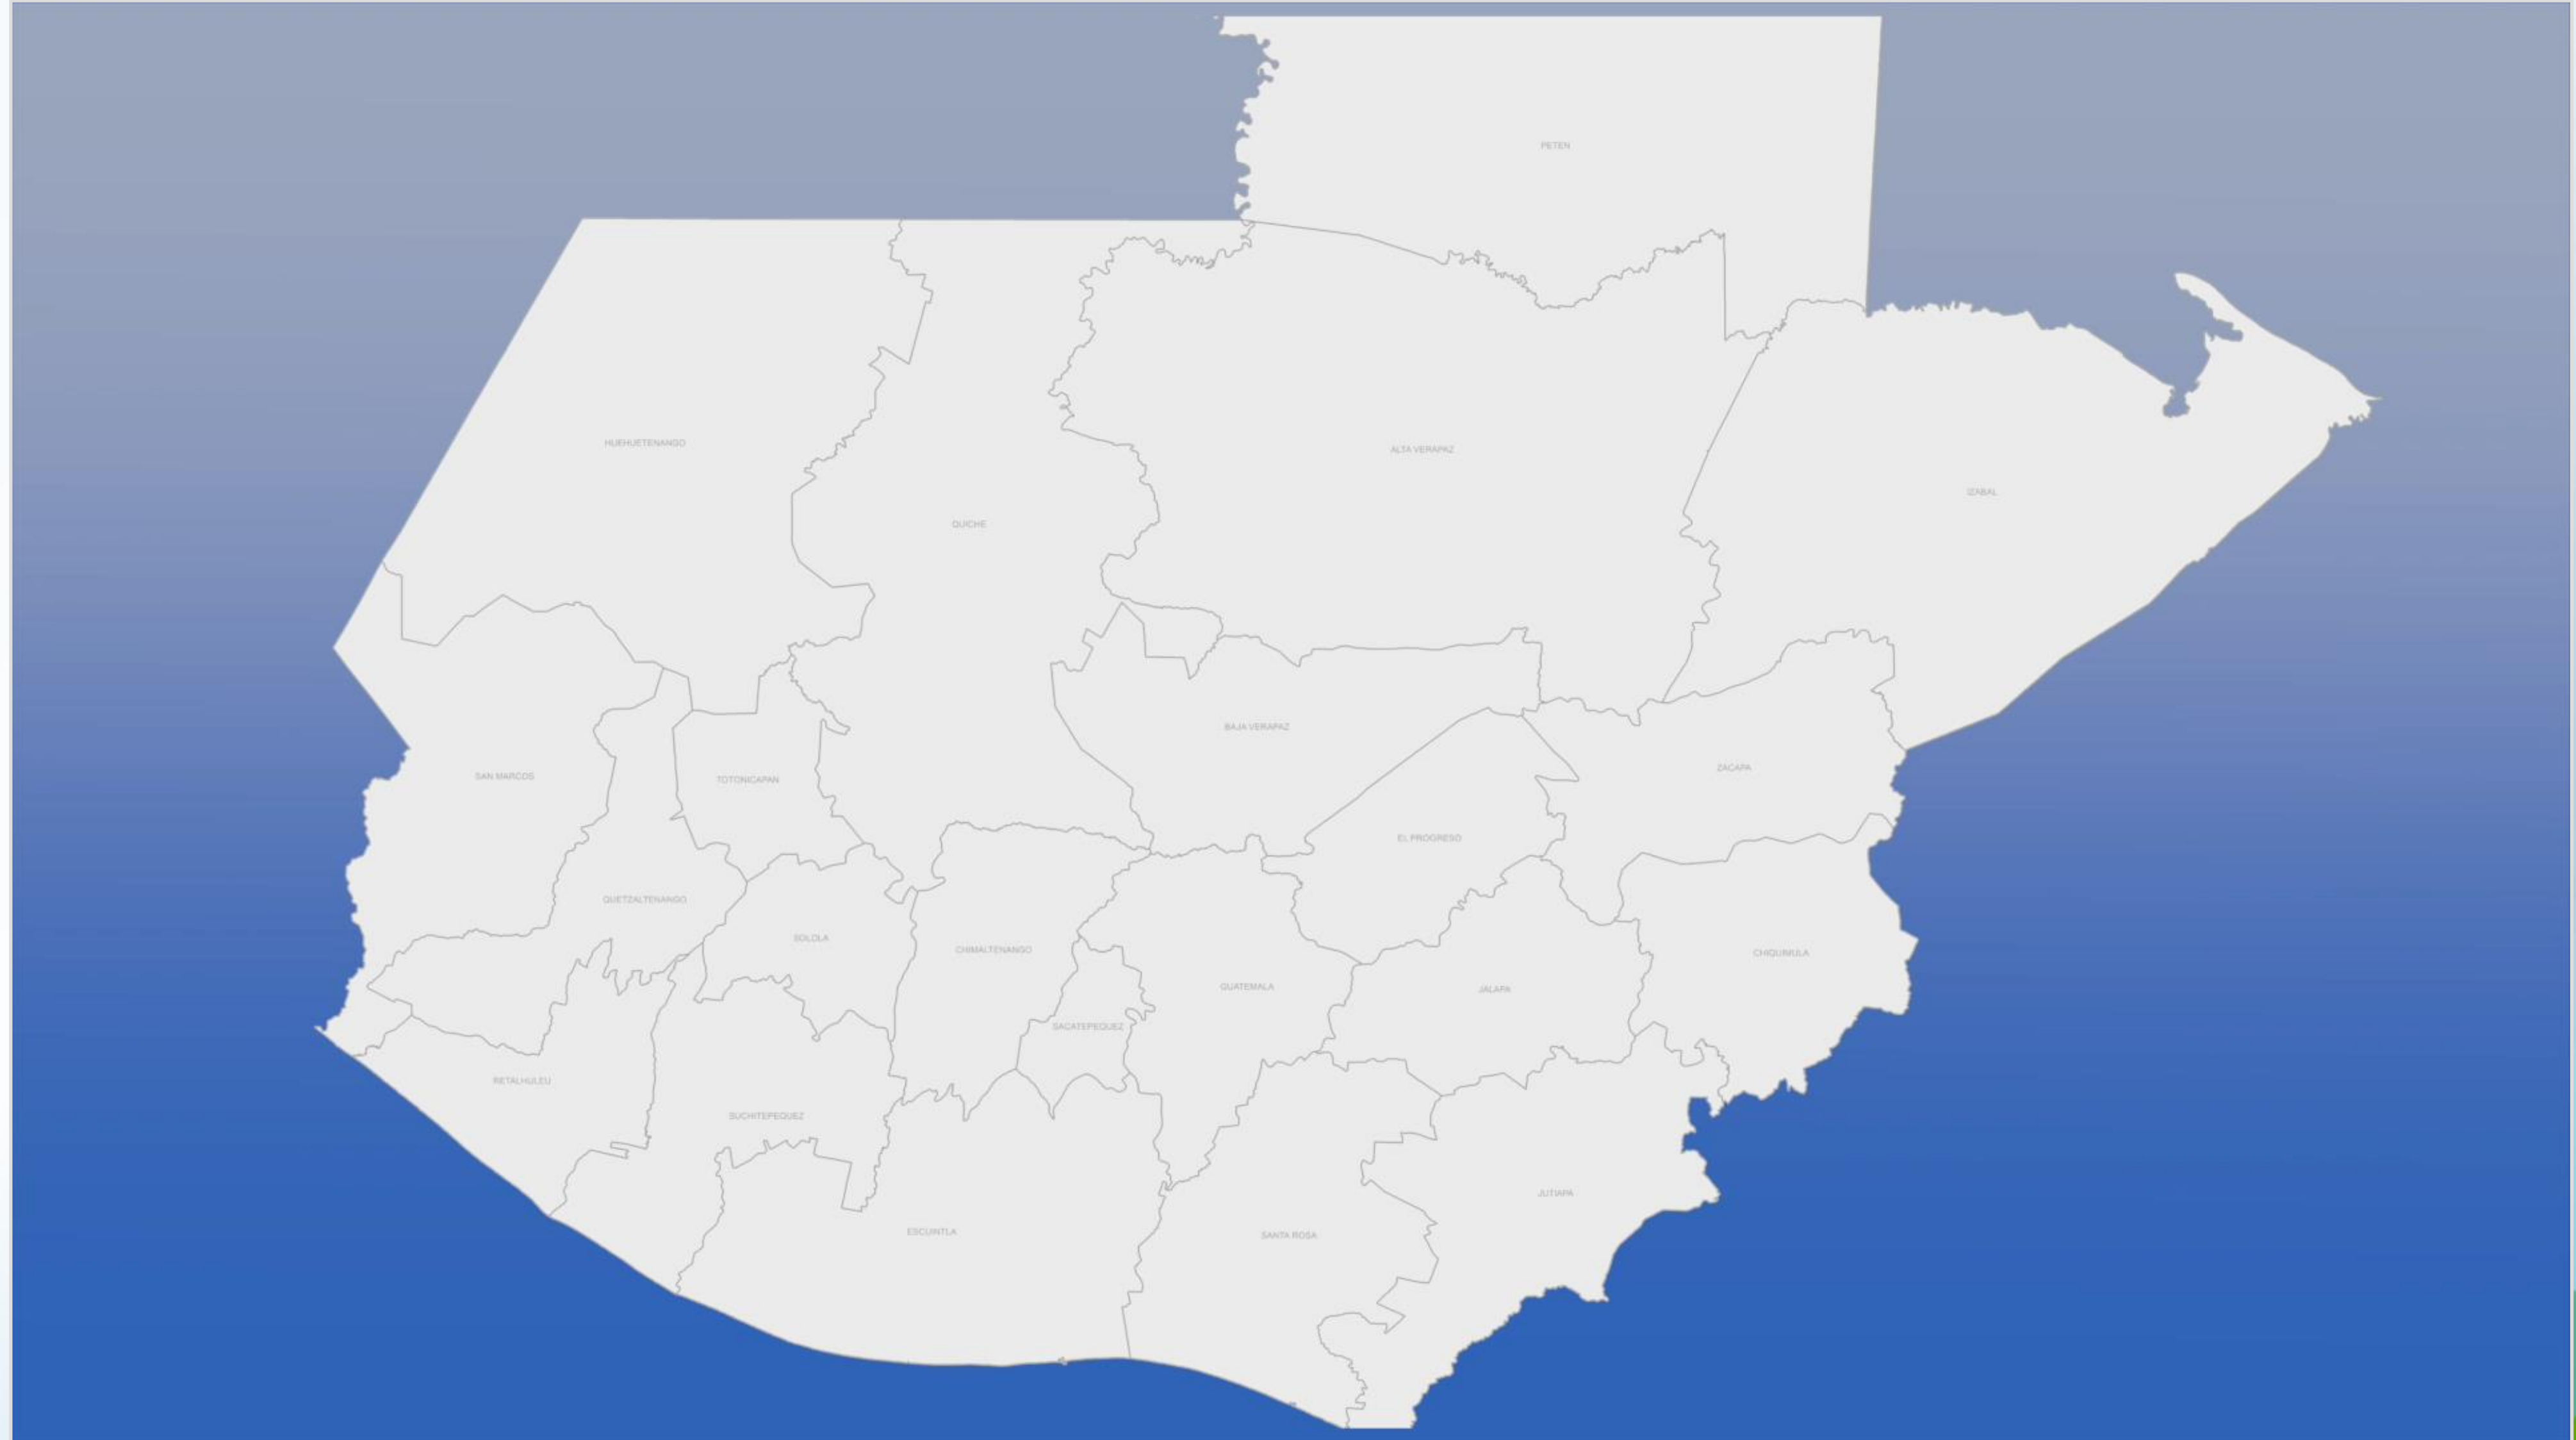 PETEN
HUEHUETENANGO
ALTA VERAPAZ
IZABAL
QUICHE
BAJA VERAPAZ
ZACAPA
SAN MARCOS
TOTONICAPAN
EL PROGRESO
QUETZALTENANGO
SOLOLA
CHIMALTENANGO
CHIQUIMULA
GUATEMALA
JALAPA
SACATEPEQUEZ
RETALHULEU
SUCHITEPEQUEZ
JUTIAPA
ESCUINTLA
SANTA ROSA